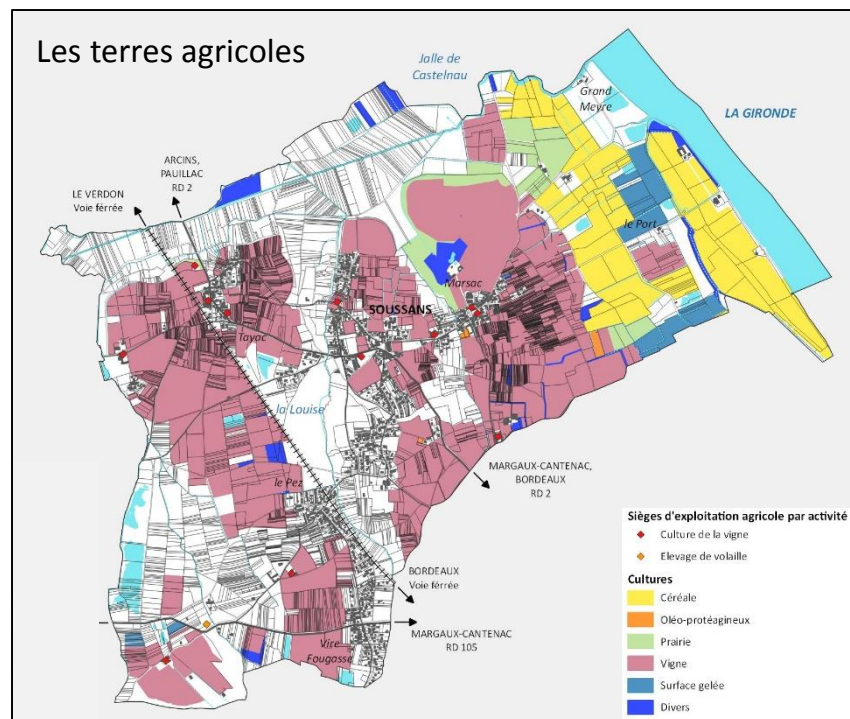 Les terres agricoles
Jalle de
Castelnau
Grand
Meyre
LA GIRONDE
ARCINS,
PAUILLAC
RD 2
LE VERDON
Voie férrée
le Port
Marsac
SOUSSANS
Tayac
la Louise
le Pez
MARGAUX-CANTENAC,
BORDEAUX
RD 2
BORDEAUX
Voie férrée
MARGAUX-CANTENAC
RD 105
Vire
Fougasse
Sièges d'exploitation agricole par activité
Culture de la vigne
Elevage de volaille
Cultures
Céréale
Oléo-protéagineux
Prairie
Vigne
Surface gelée
Divers